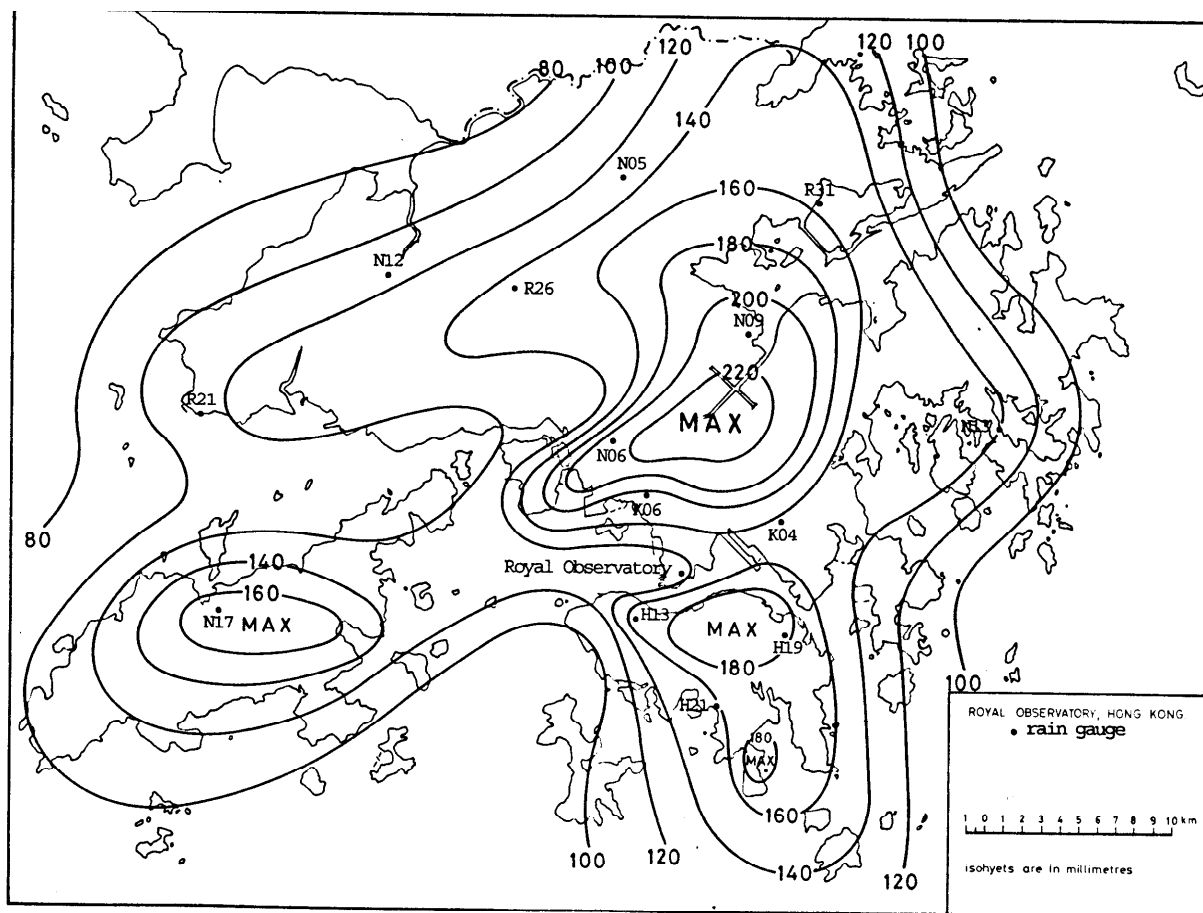 120 100
120
80 100
140
N05
160 R31
180
N12
R26
200
N09
220
R21
MAX
N13
N06
K06
K04
80
140
Royal Observatory
160
N17 MAX
H13
MAX
H19
180
100
H21
180
MAX
160
100 120
140
120
ROYAL OBSERVATORY, HONG KONG
• rain gauge
1 0 1 2 3 4 5 6 7 8 9 10 km
isohyets are in millimetres